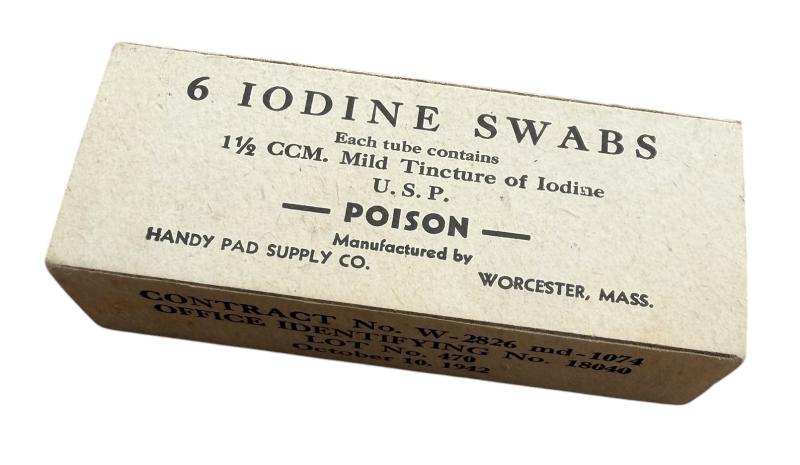 6 IODINE SWABS
Each tube contains
1½ CCM. Mild Tincture of Iodine
U. S. P.
— POISON —
Manufactured by
HANDY PAD SUPPLY CO. WORCESTER, MASS.
CONTRACT No. W-2826 md-1074
OFFICE IDENTIFYING No. 18040
LOT No. 470
October 10. 1942